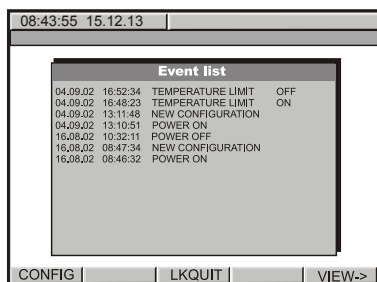 08:43:55 15.12.13
Event list
04.09.02 16:52:34 TEMPERATURE LIMIT OFF
04.09.02 16:48:23 TEMPERATURE LIMIT ON
04.09.02 13:11:48 NEW CONFIGURATION
04.09.02 13:10:51 POWER ON
16.08.02 10:32:11 POWER OFF
16.08.02 08:47:34 NEW CONFIGURATION
16.08.02 08:46:32 POWER ON
CONFIG LKQUIT VIEW->